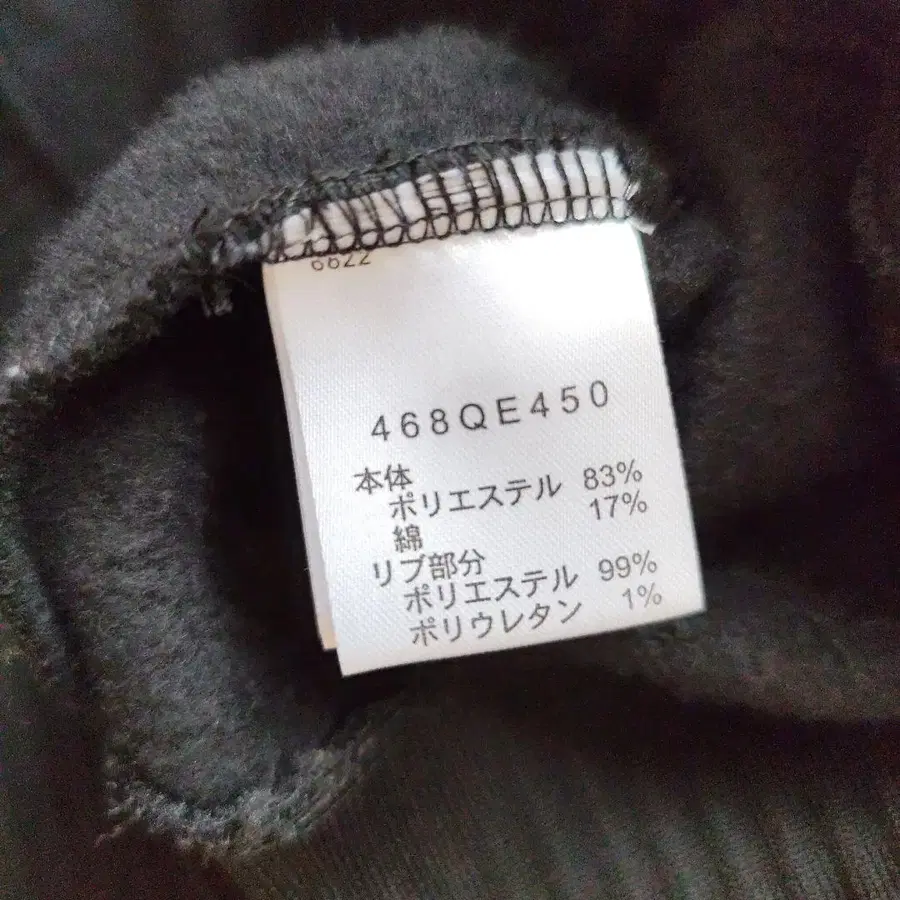 6622
468QE450
本体
ポリエステル 83%
綿 17%
リブ部分
ポリエステル 99%
ポリウレタン 1%